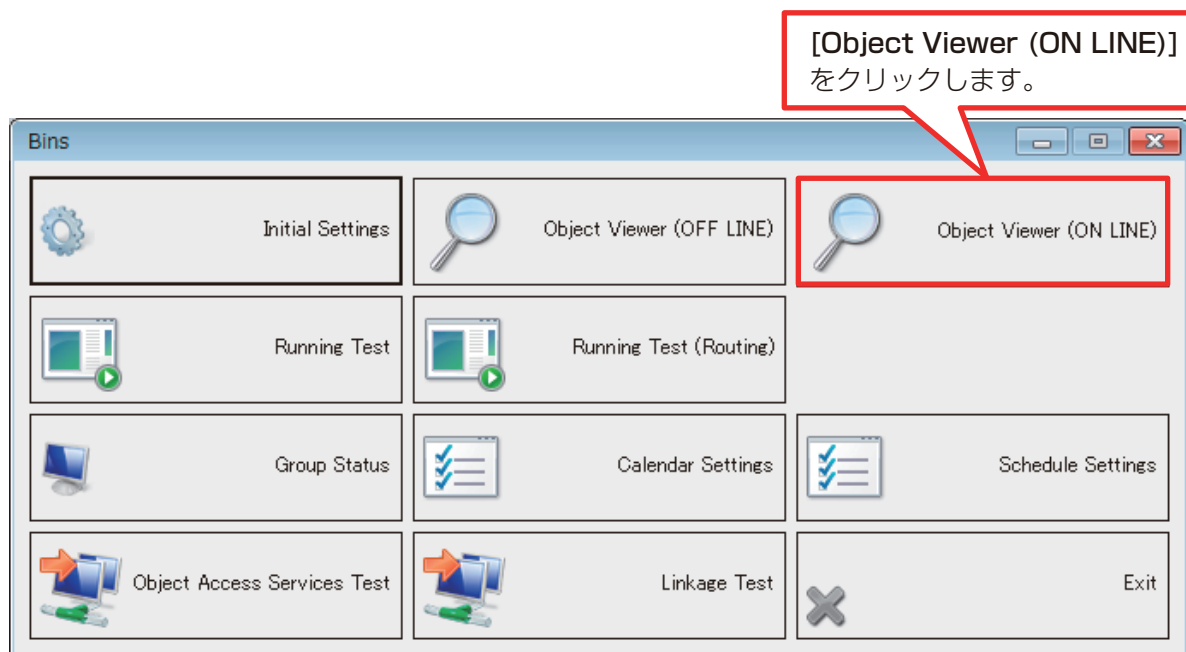 [Object Viewer (ON LINE)]
をクリックします。
Bins
Initial Settings
Object Viewer (OFF LINE)
Object Viewer (ON LINE)
Running Test
Running Test (Routing)
Group Status
Calendar Settings
Schedule Settings
Object Access Services Test
Linkage Test
Exit